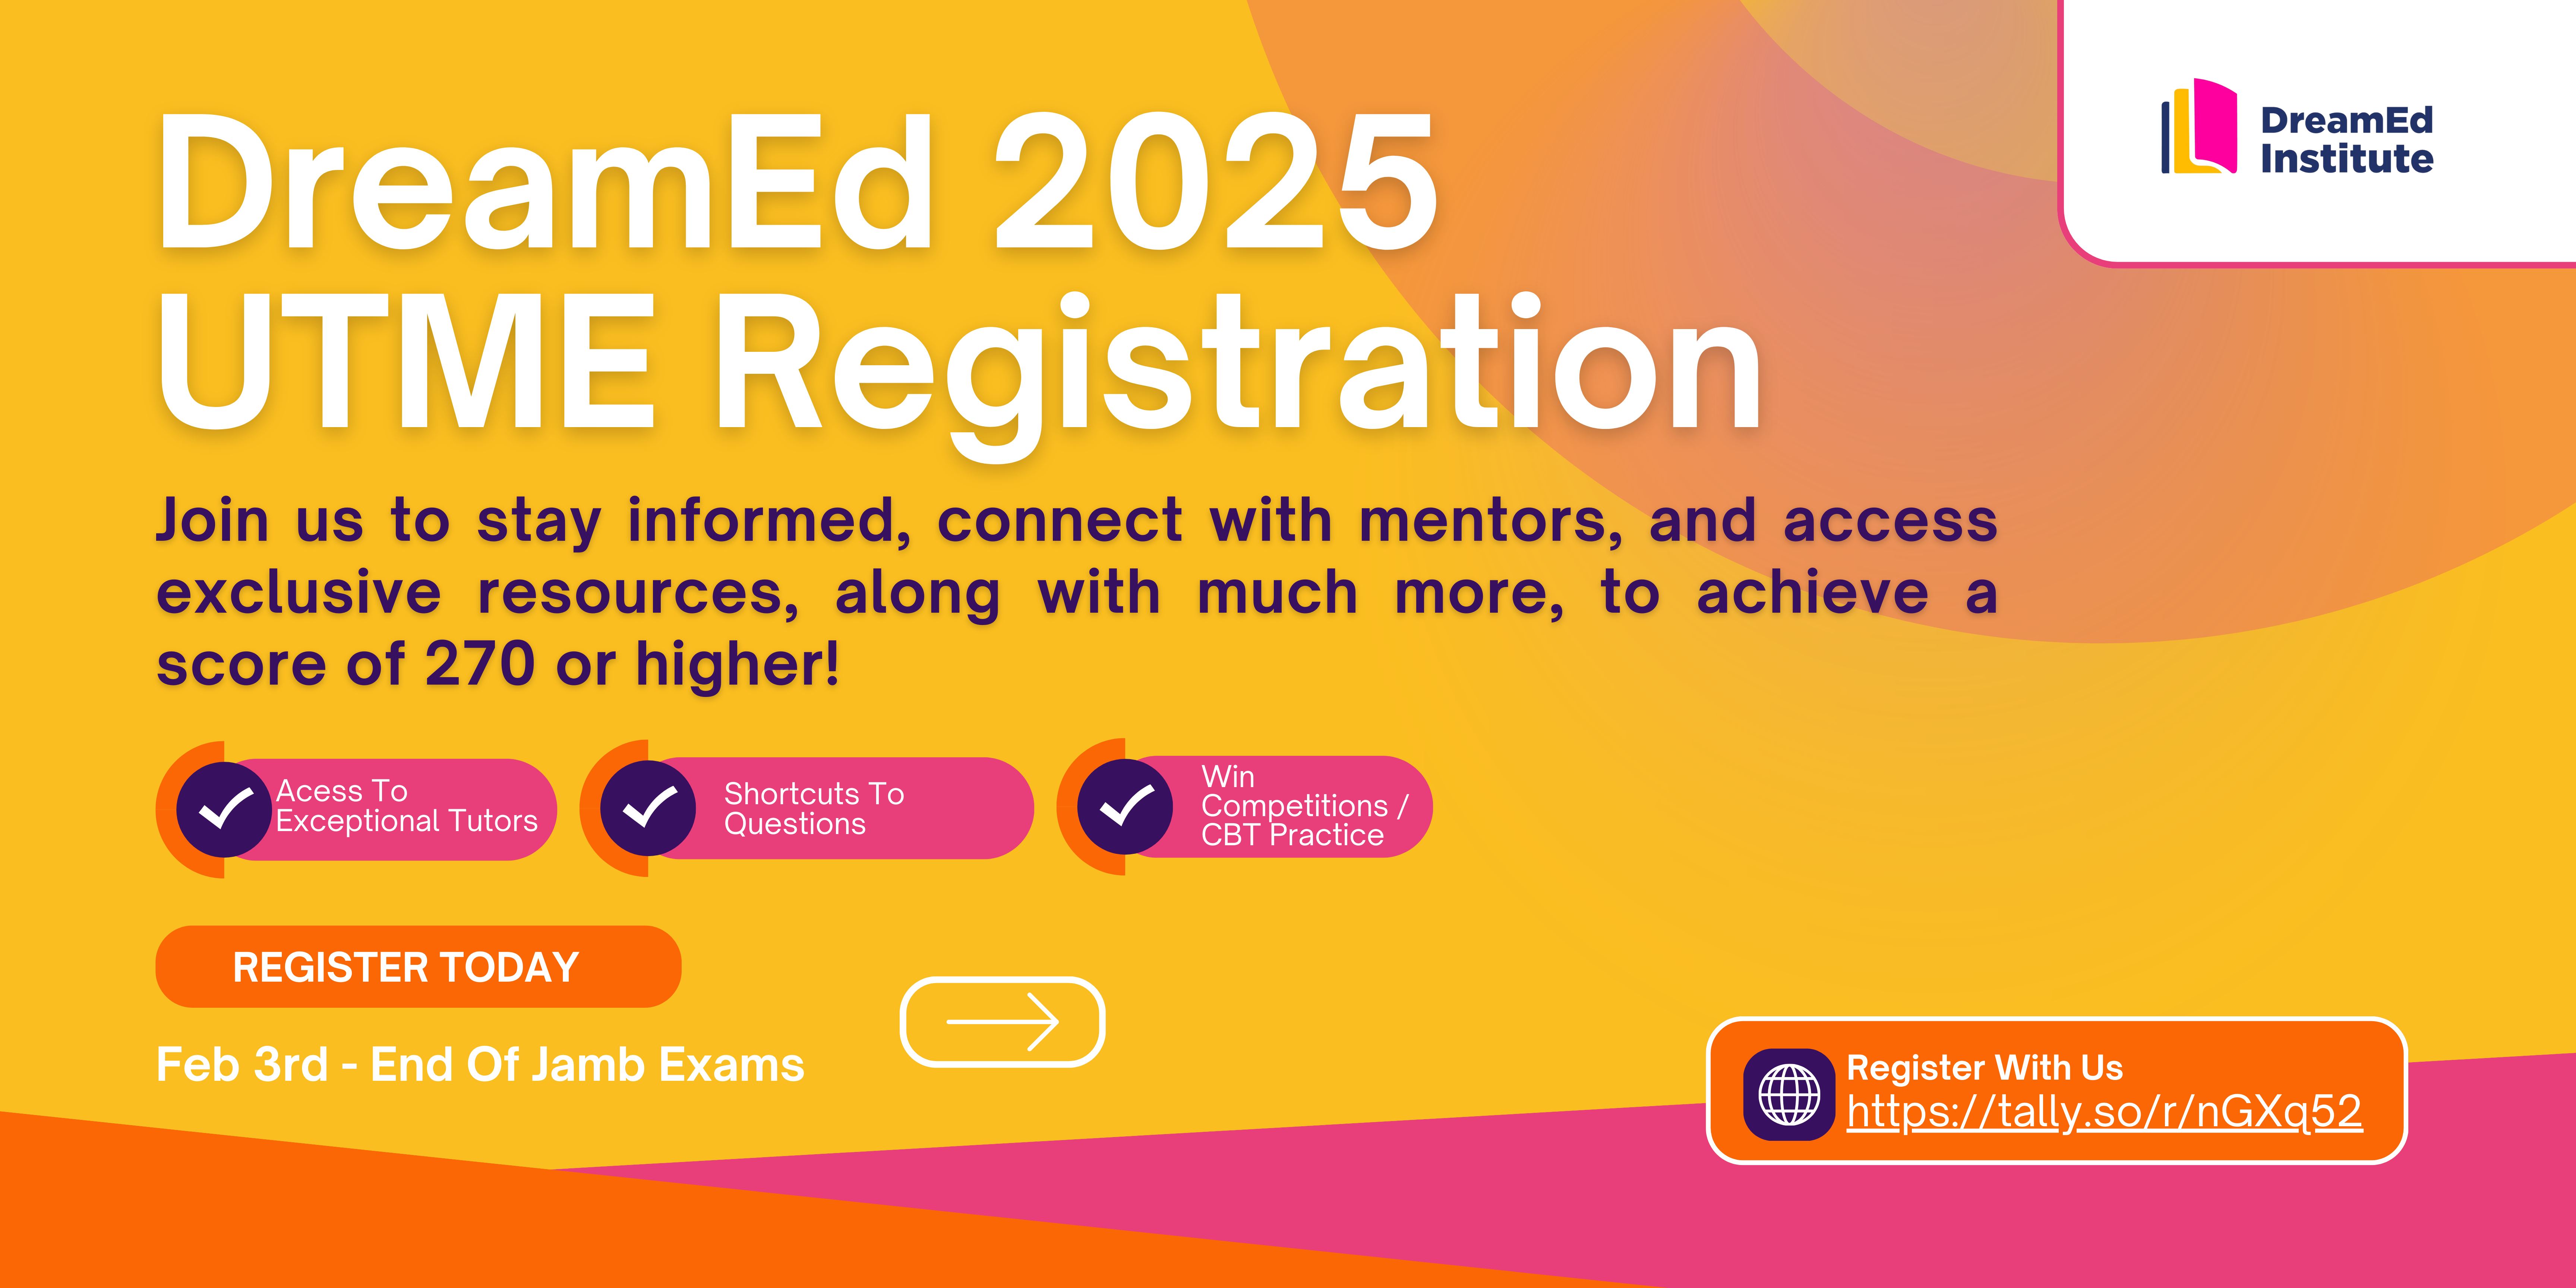 DreamEd
Institute
DreamEd 2025
UTME Registration
Join us to stay informed, connect with mentors, and access
exclusive resources, along with much more, to achieve a
score of 270 or higher!
Acess To
Exceptional Tutors
Shortcuts To
Questions
Win
Competitions /
CBT Practice
REGISTER TODAY
Feb 3rd - End Of Jamb Exams
Register With Us
https://tally.so/r/nGXq52